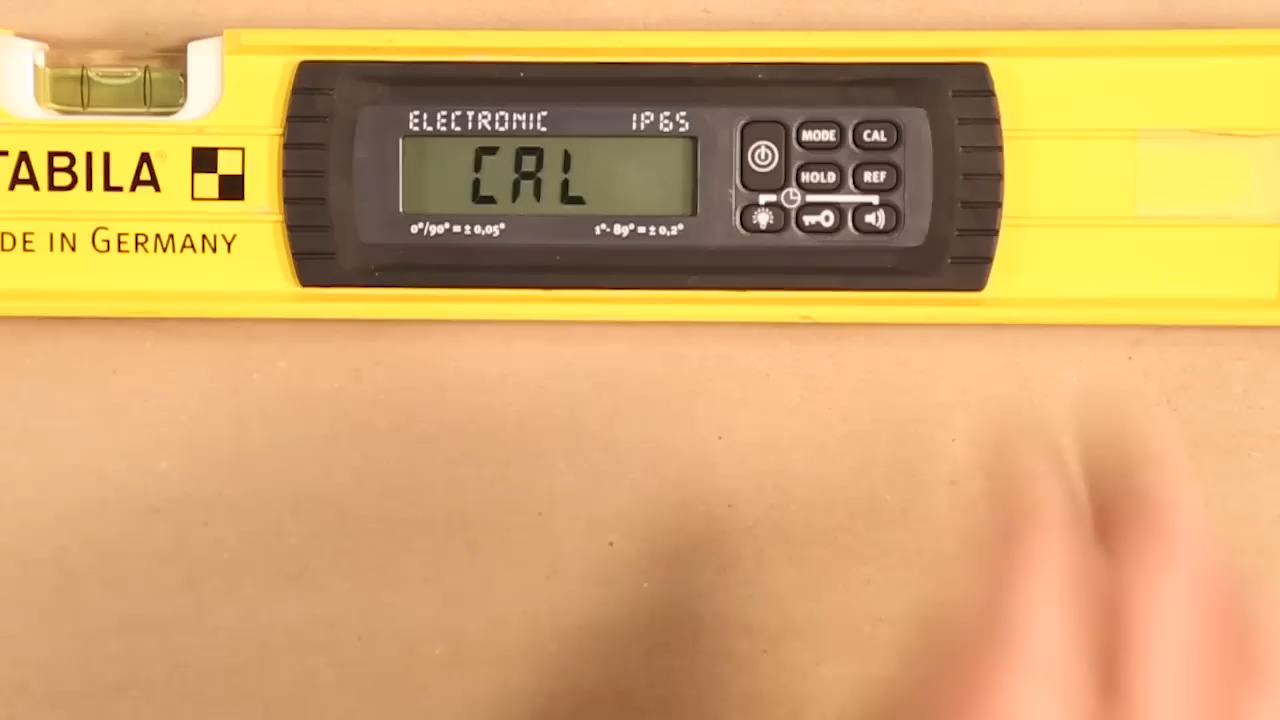 TABILA®
DE IN GERMANY
ELECTRONIC IP65
CAL
0°/90° = ± 0,05° 1°- 89° = ± 0,2°
MODE CAL
HOLD REF